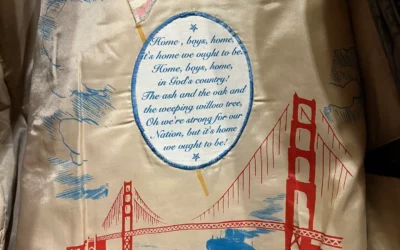 Home , boys, home,
it's home we ought to be.
Home, boys, home,
in God's country!
The ash and the oak and
the weeping willow tree.
Oh we're strong for our
Nation, but it's home
we ought to be!